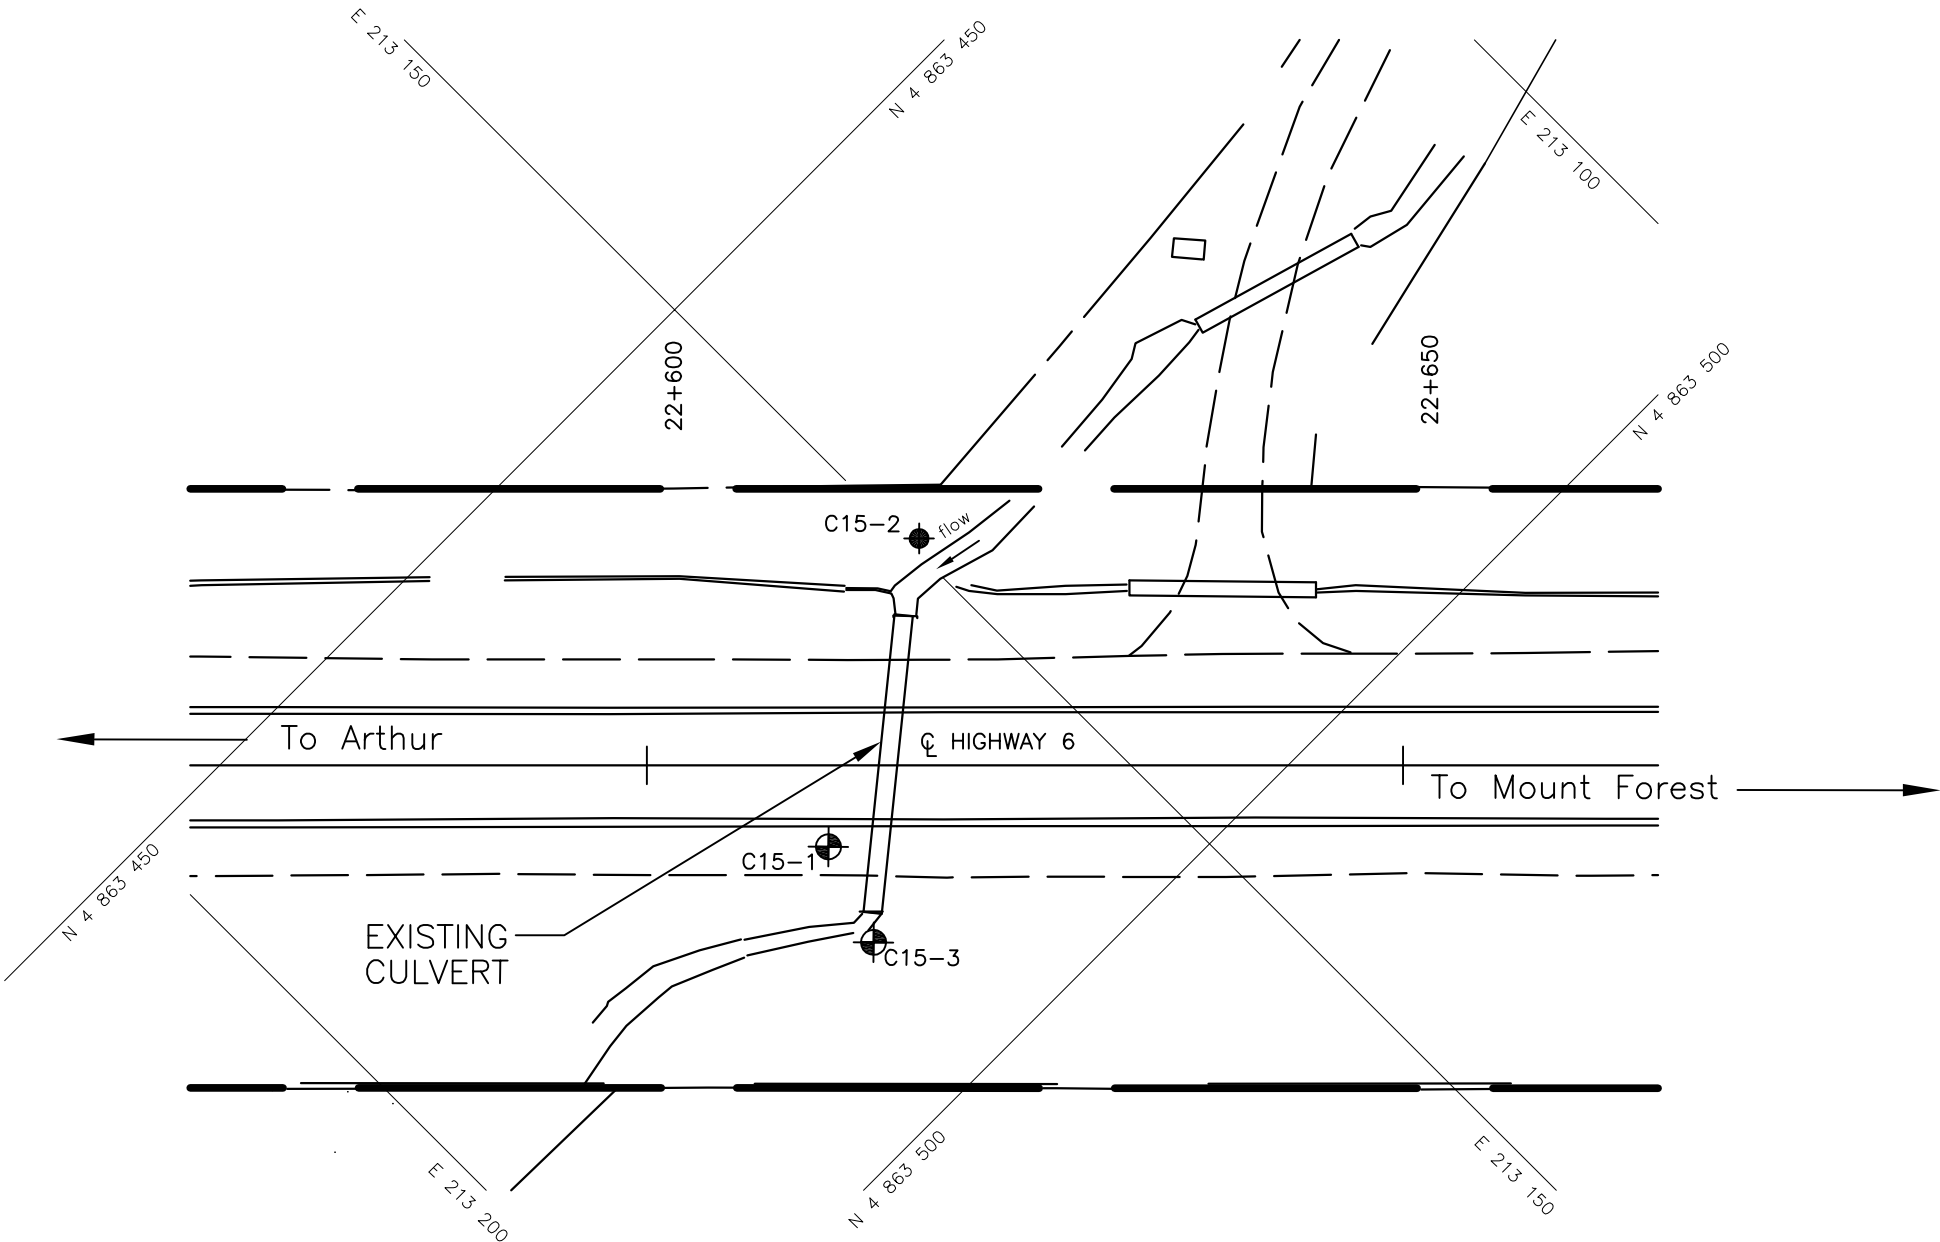 E 213 150
N 4 863 450
E 213 100
22+600
22+650
N 4 863 500
C15-2
flow
To Arthur
℄ HIGHWAY 6
To Mount Forest
C15-1
N 4 863 450
EXISTING
CULVERT
C15-3
E 213 200
N 4 863 500
E 213 150